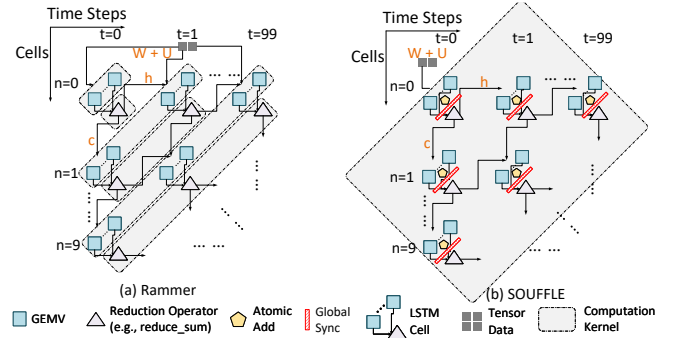 Time Steps
t=0 t=1 t=99
Cells
W + U
h
... ...
n=0
c
n=1
n=9
... ...
(a) Rammer
Time Steps
t=0 t=1 t=99
Cells
W + U
h
... ...
n=0
c
n=1
n=9
... ...
(b) SOUFFLE
GEMV
Reduction Operator
(e.g., reduce_sum)
Atomic
Add
Global
Sync
LSTM
Cell
Tensor
Data
Computation
Kernel